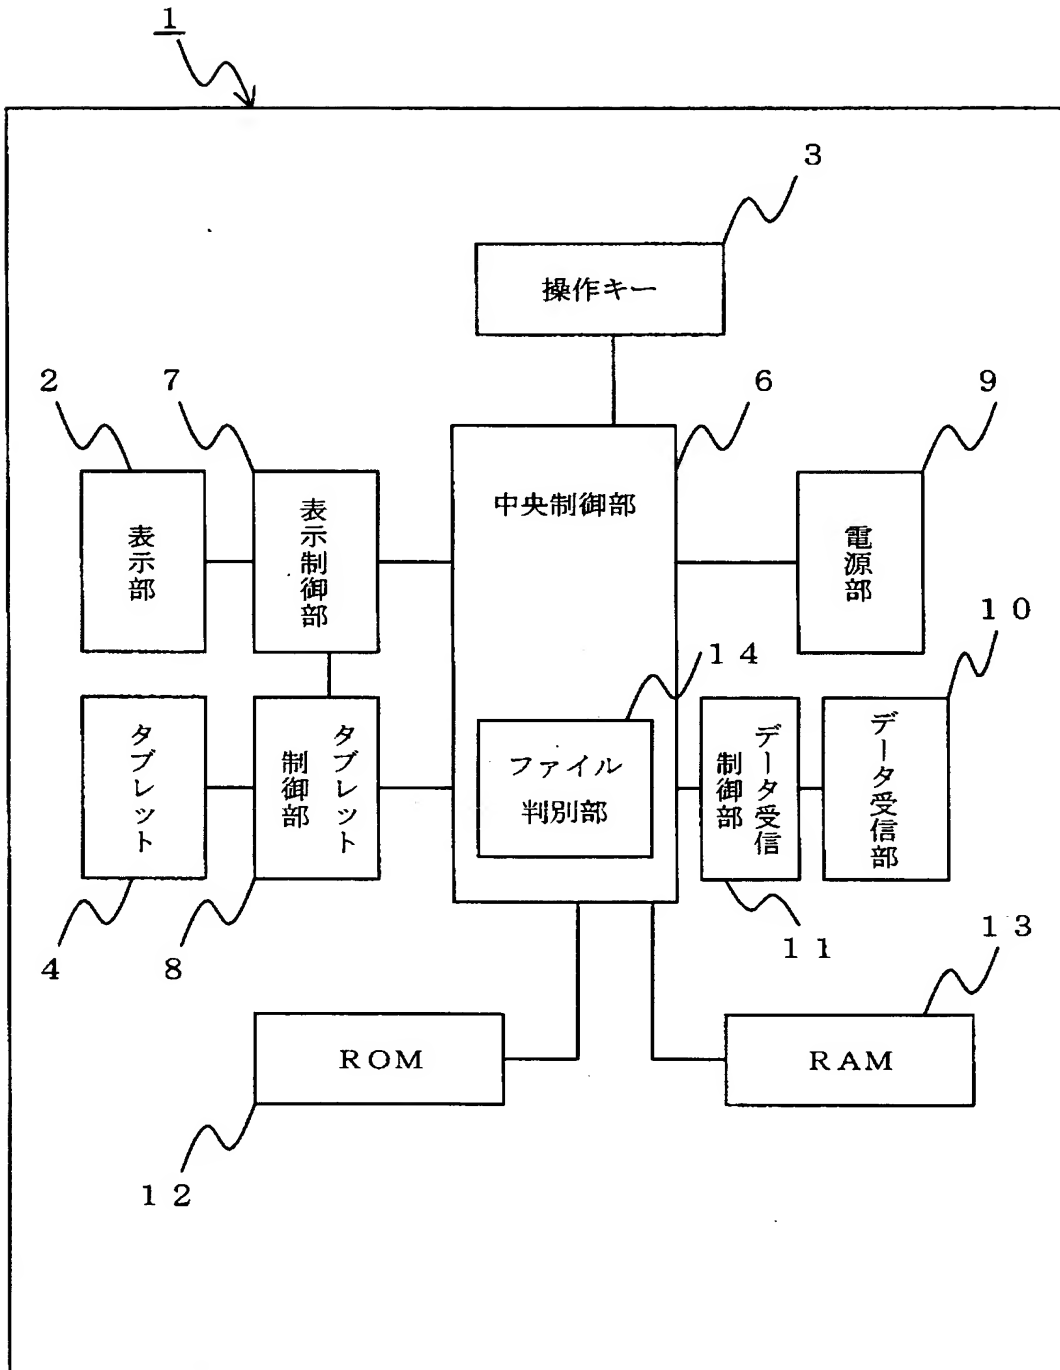 1
3
操作キー
2
7
6
9
表示部
表示制御部
中央制御部
電源部
10
14
タブレット
タブレット
制御部
ファイル
判別部
データ受信
制御部
データ受信部
4
8
11
13
ROM
RAM
12